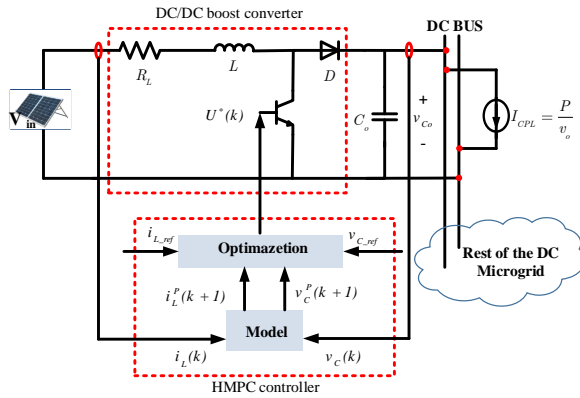 DC/DC boost converter
DC BUS
R_L
L
D
V_in
U*(k)
C_o
+
v_Co
-
I_CPL = P / v_o
i_L_ref
v_C_ref
Optimazetion
i_L^P(k+1)
v_C^P(k+1)
Rest of the DC
Microgrid
Model
i_L(k)
v_C(k)
HMPC controller